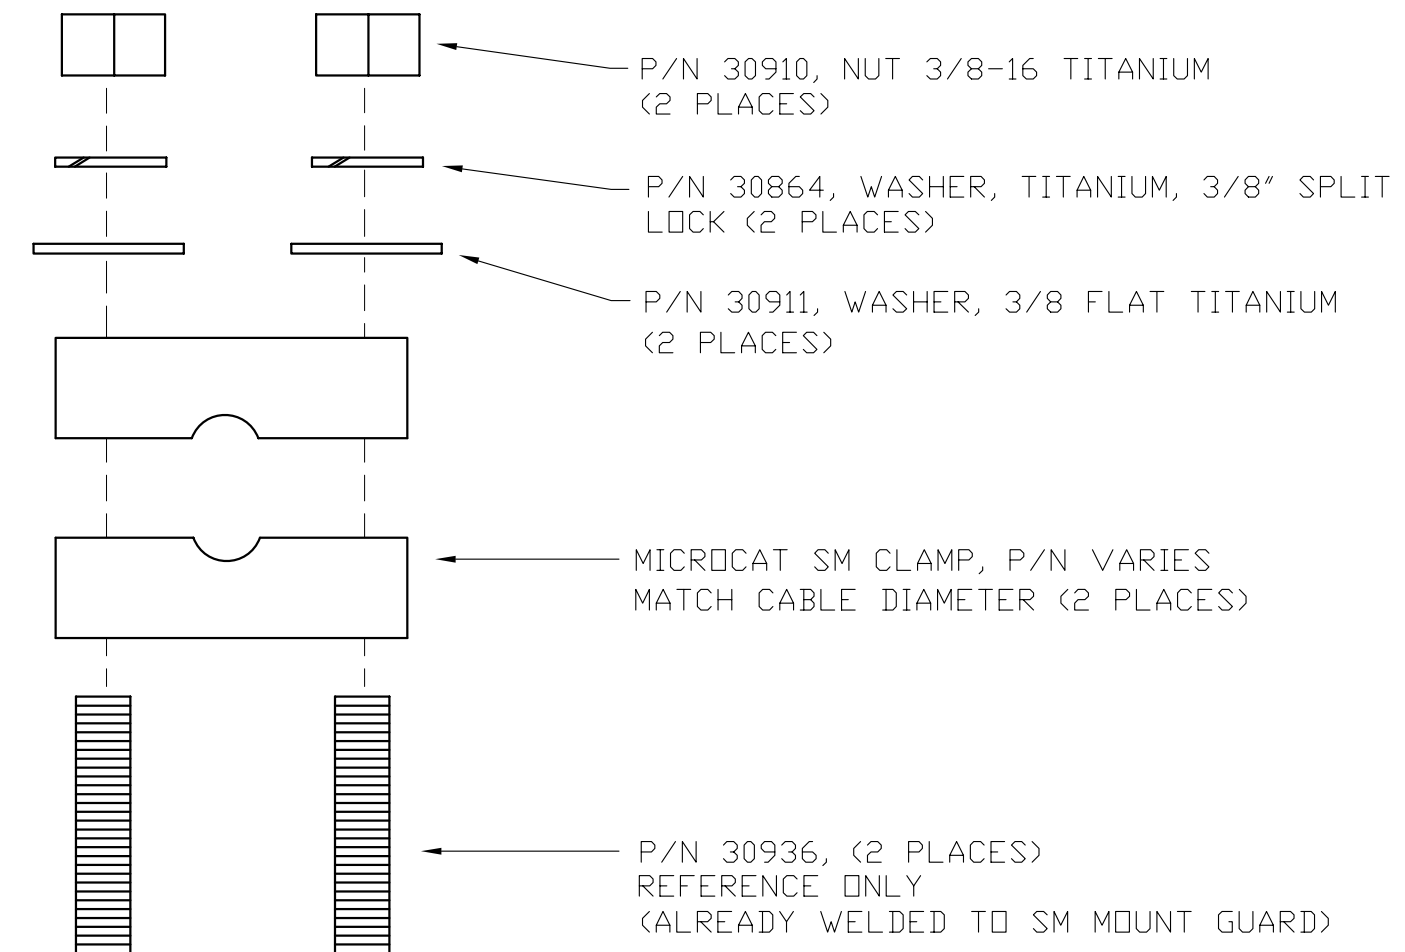 P/N 30910, NUT 3/8-16 TITANIUM
(2 PLACES)
P/N 30864, WASHER, TITANIUM, 3/8" SPLIT
LOCK (2 PLACES)
P/N 30911, WASHER, 3/8 FLAT TITANIUM
(2 PLACES)
MICROCAT SM CLAMP, P/N VARIES
MATCH CABLE DIAMETER (2 PLACES)
P/N 30936, (2 PLACES)
REFERENCE ONLY
(ALREADY WELDED TO SM MOUNT GUARD)